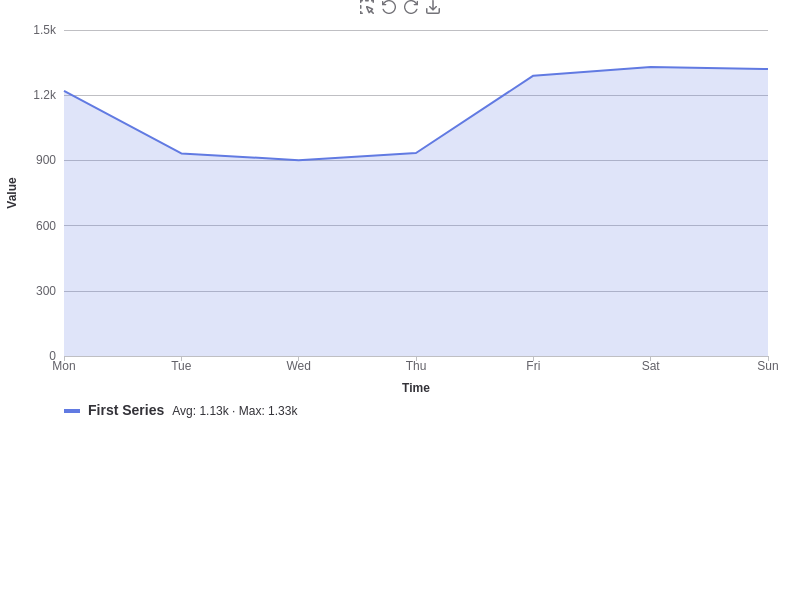 1.5k
1.2k
900
600
300
0
Value
Mon Tue Wed Thu Fri Sat Sun
Time
First Series Avg: 1.13k · Max: 1.33k